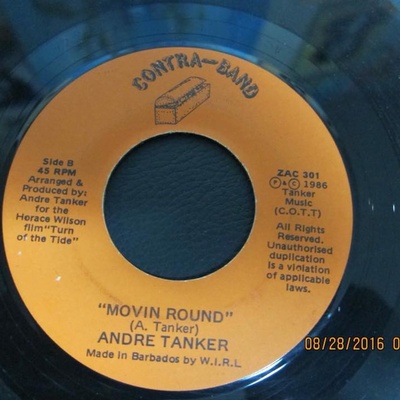 CONTRA-BAND
Side B
45 RPM
Arranged &
Produced by:
Andre Tanker
for the
Herace Wilson
film "Turn
of the Tide"
ZAC 301
Ⓟ & © 1986
Tanker
Music
(C.O.T.T)
All Rights
Reserved.
Unauthorised
duplication
is a violation
of applicable
laws.
"MOVIN ROUND"
(A. Tanker)
ANDRE TANKER
Made in Barbados by W.I.R.L
08/28/2016